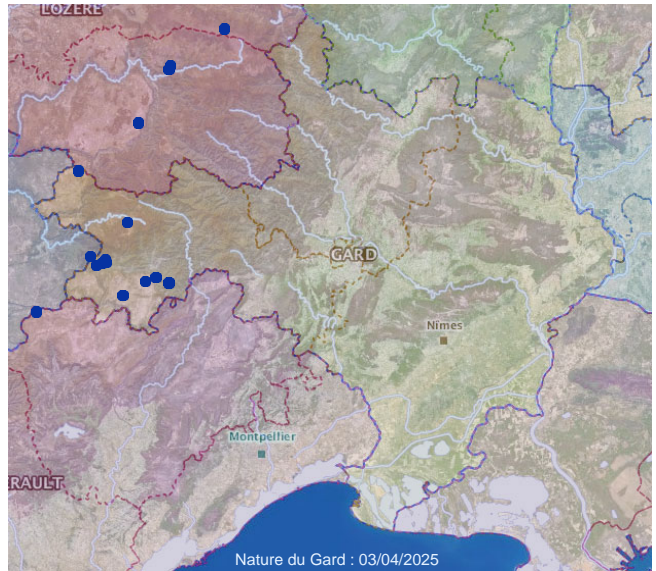 LOZÈRE
GARD
Nîmes
Montpellier
ÉRAULT
Nature du Gard : 03/04/2025